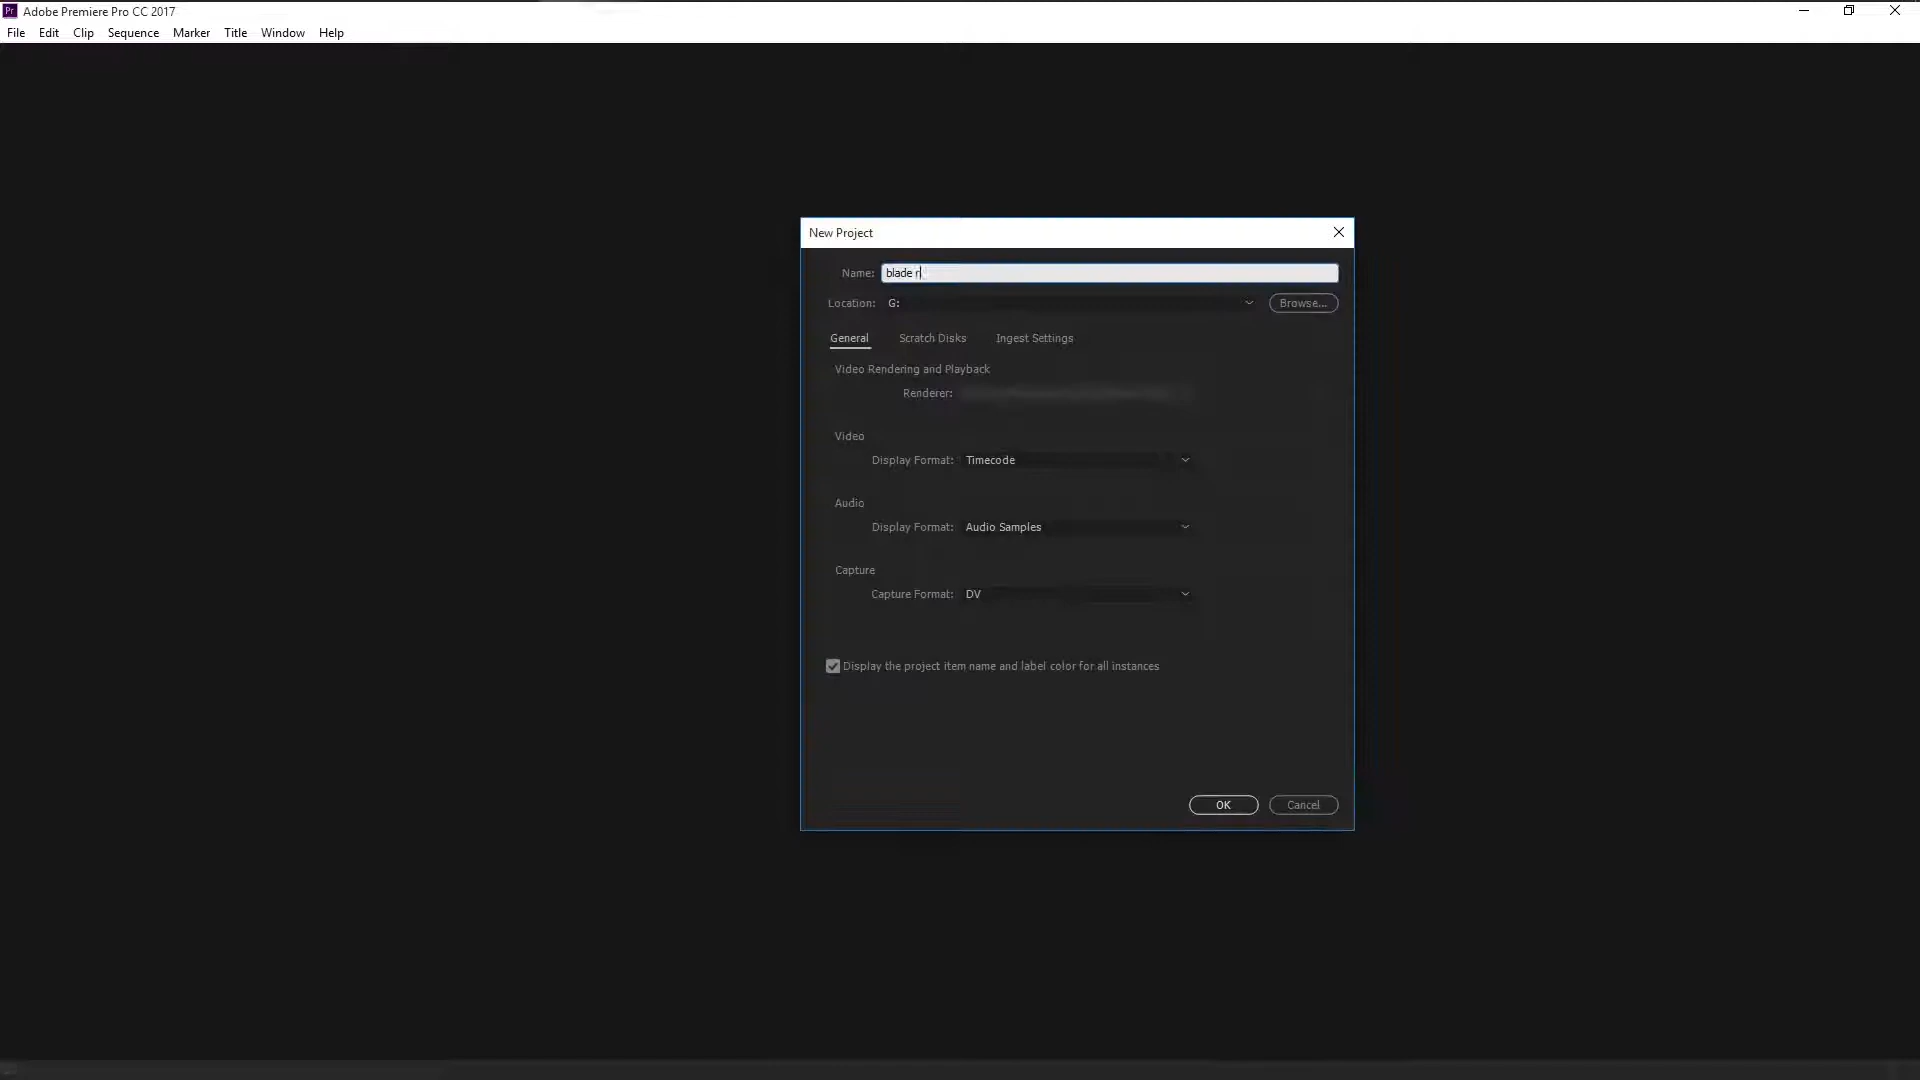 Pr Adobe Premiere Pro CC 2017
File Edit Clip Sequence Marker Title Window Help
New Project
Name: blade r
Location: G: Browse...
General Scratch Disks Ingest Settings
Video Rendering and Playback
Renderer:
Video
Display Format: Timecode
Audio
Display Format: Audio Samples
Capture
Capture Format: DV
Display the project item name and label color for all instances
OK Cancel